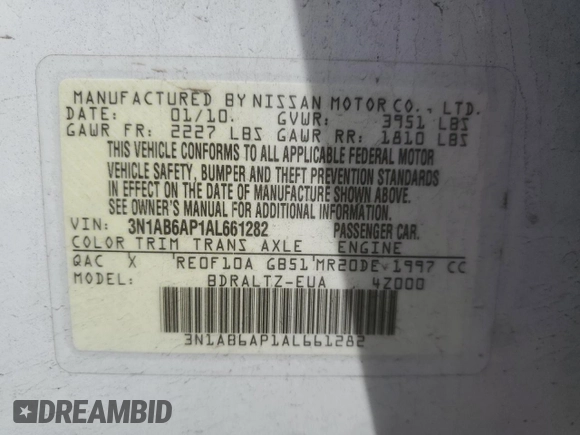 MANUFACTURED BY NISSAN MOTOR CO., LTD.
DATE: 01/10. GVWR: 3951 LBS
GAWR FR: 2227 LBS GAWR RR: 1810 LBS
THIS VEHICLE CONFORMS TO ALL APPLICABLE FEDERAL MOTOR
VEHICLE SAFETY, BUMPER AND THEFT PREVENTION STANDARDS
IN EFFECT ON THE DATE OF MANUFACTURE SHOWN ABOVE.
SEE OWNER'S MANUAL FOR ADDITIONAL INFORMATION.
VIN: 3N1AB6AP1AL661282 PASSENGER CAR.
COLOR TRIM TRANS AXLE ENGINE
QAC X RE0F10A GB51 MR20DE 1997 CC
MODEL: BDRALTZ-EUA 4Z000
3N1AB6AP1AL661282
DREAMBID